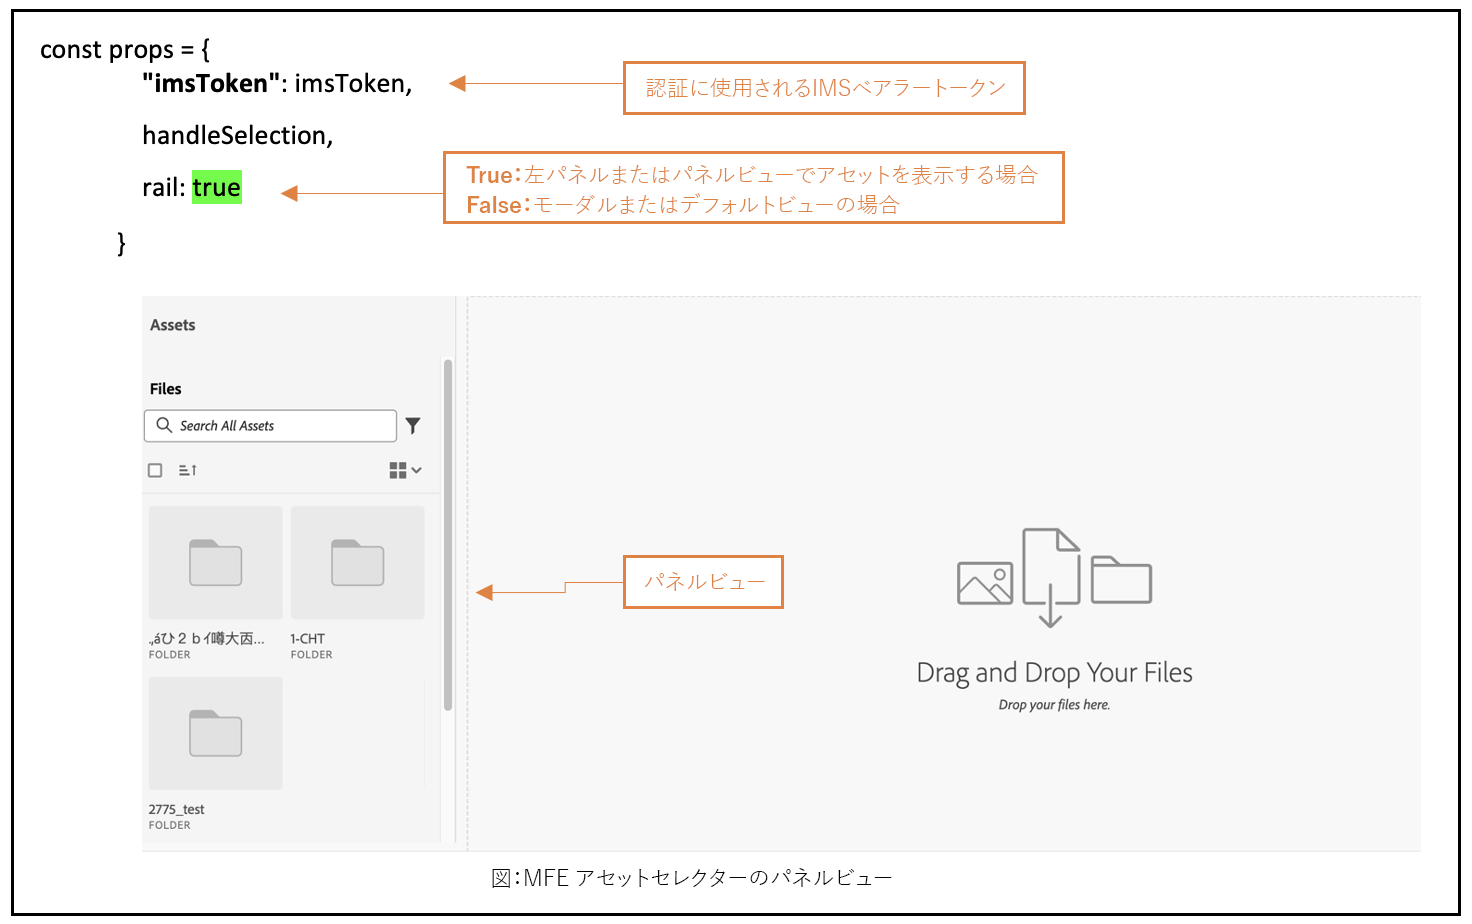 const props = {
"imsToken": imsToken,
認証に使用されるIMSベアラートークン
handleSelection,
rail: true
True：左パネルまたはパネルビューでアセットを表示する場合
False：モーダルまたはデフォルトビューの場合
}
Assets
Files
Search All Assets
.,áひ２ｂｲ噂大㐀...
1-CHT
FOLDER
FOLDER
2775_test
FOLDER
パネルビュー
Drag and Drop Your Files
Drop your files here.
図：MFE アセットセレクターのパネルビュー